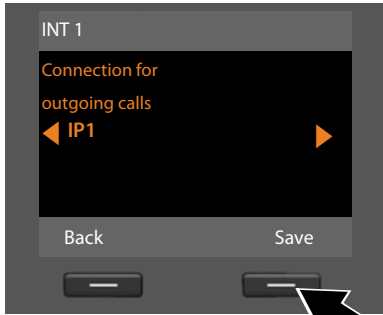 INT 1
Connection for
outgoing calls
IP1
Back Save